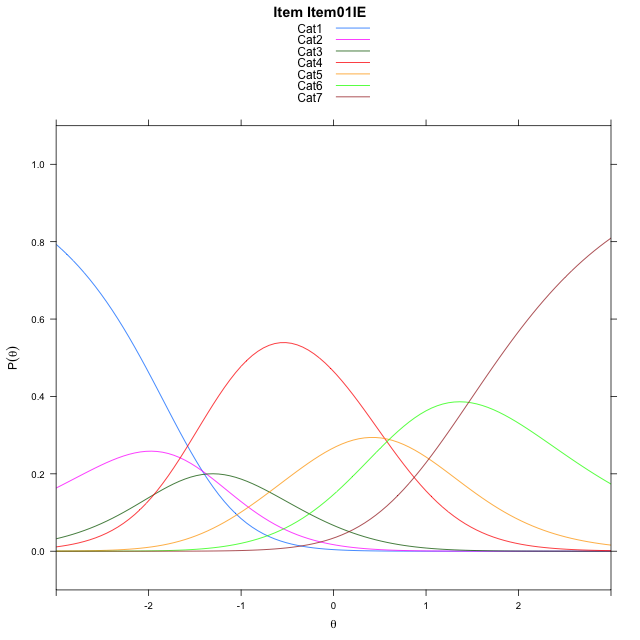 Item Item01IE
Cat1
Cat2
Cat3
Cat4
Cat5
Cat6
Cat7
1.0
0.8
0.6
0.4
0.2
0.0
P(θ)
-2 -1 0 1 2
θ